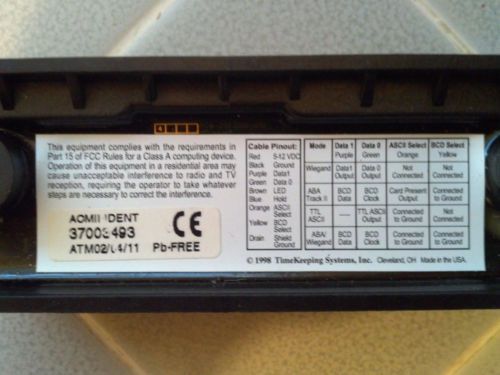 This equipment complies with the requirements in
Part 15 of FCC Rules for a Class A computing device.
Operation of this equipment in a residential area may
cause unacceptable interference to radio and TV
reception, requiring the operator to take whatever
steps are necessary to correct the interference.
AOMII IDENT
CE
ATM02/04/11 Pb-FREE
Cable Pinout:
Red 5-12 VDC
Black Ground
Purple Data1
Green Data 0
Brown LED
Blue Hold
Orange ASCII
Select
Yellow BCD
Select
Drain Shield
Ground
Mode Data 1 Data 0 ASCII Select BCD Select
Purple Green Orange Yellow
Wiegand Data1 Data 0 Not Not
Output Output Connected Connected
ABA BCD BCD Card Present Connected
Track II Data Clock Output to Ground
TTL ----- TTL ASCII Connected Not
ASCII Output to Ground Connected
ABA/ BCD BCD Connected Connected
Wiegand Data Clock to Ground to Ground
© 1998 TimeKeeping Systems, Inc. Cleveland, OH Made in the USA.